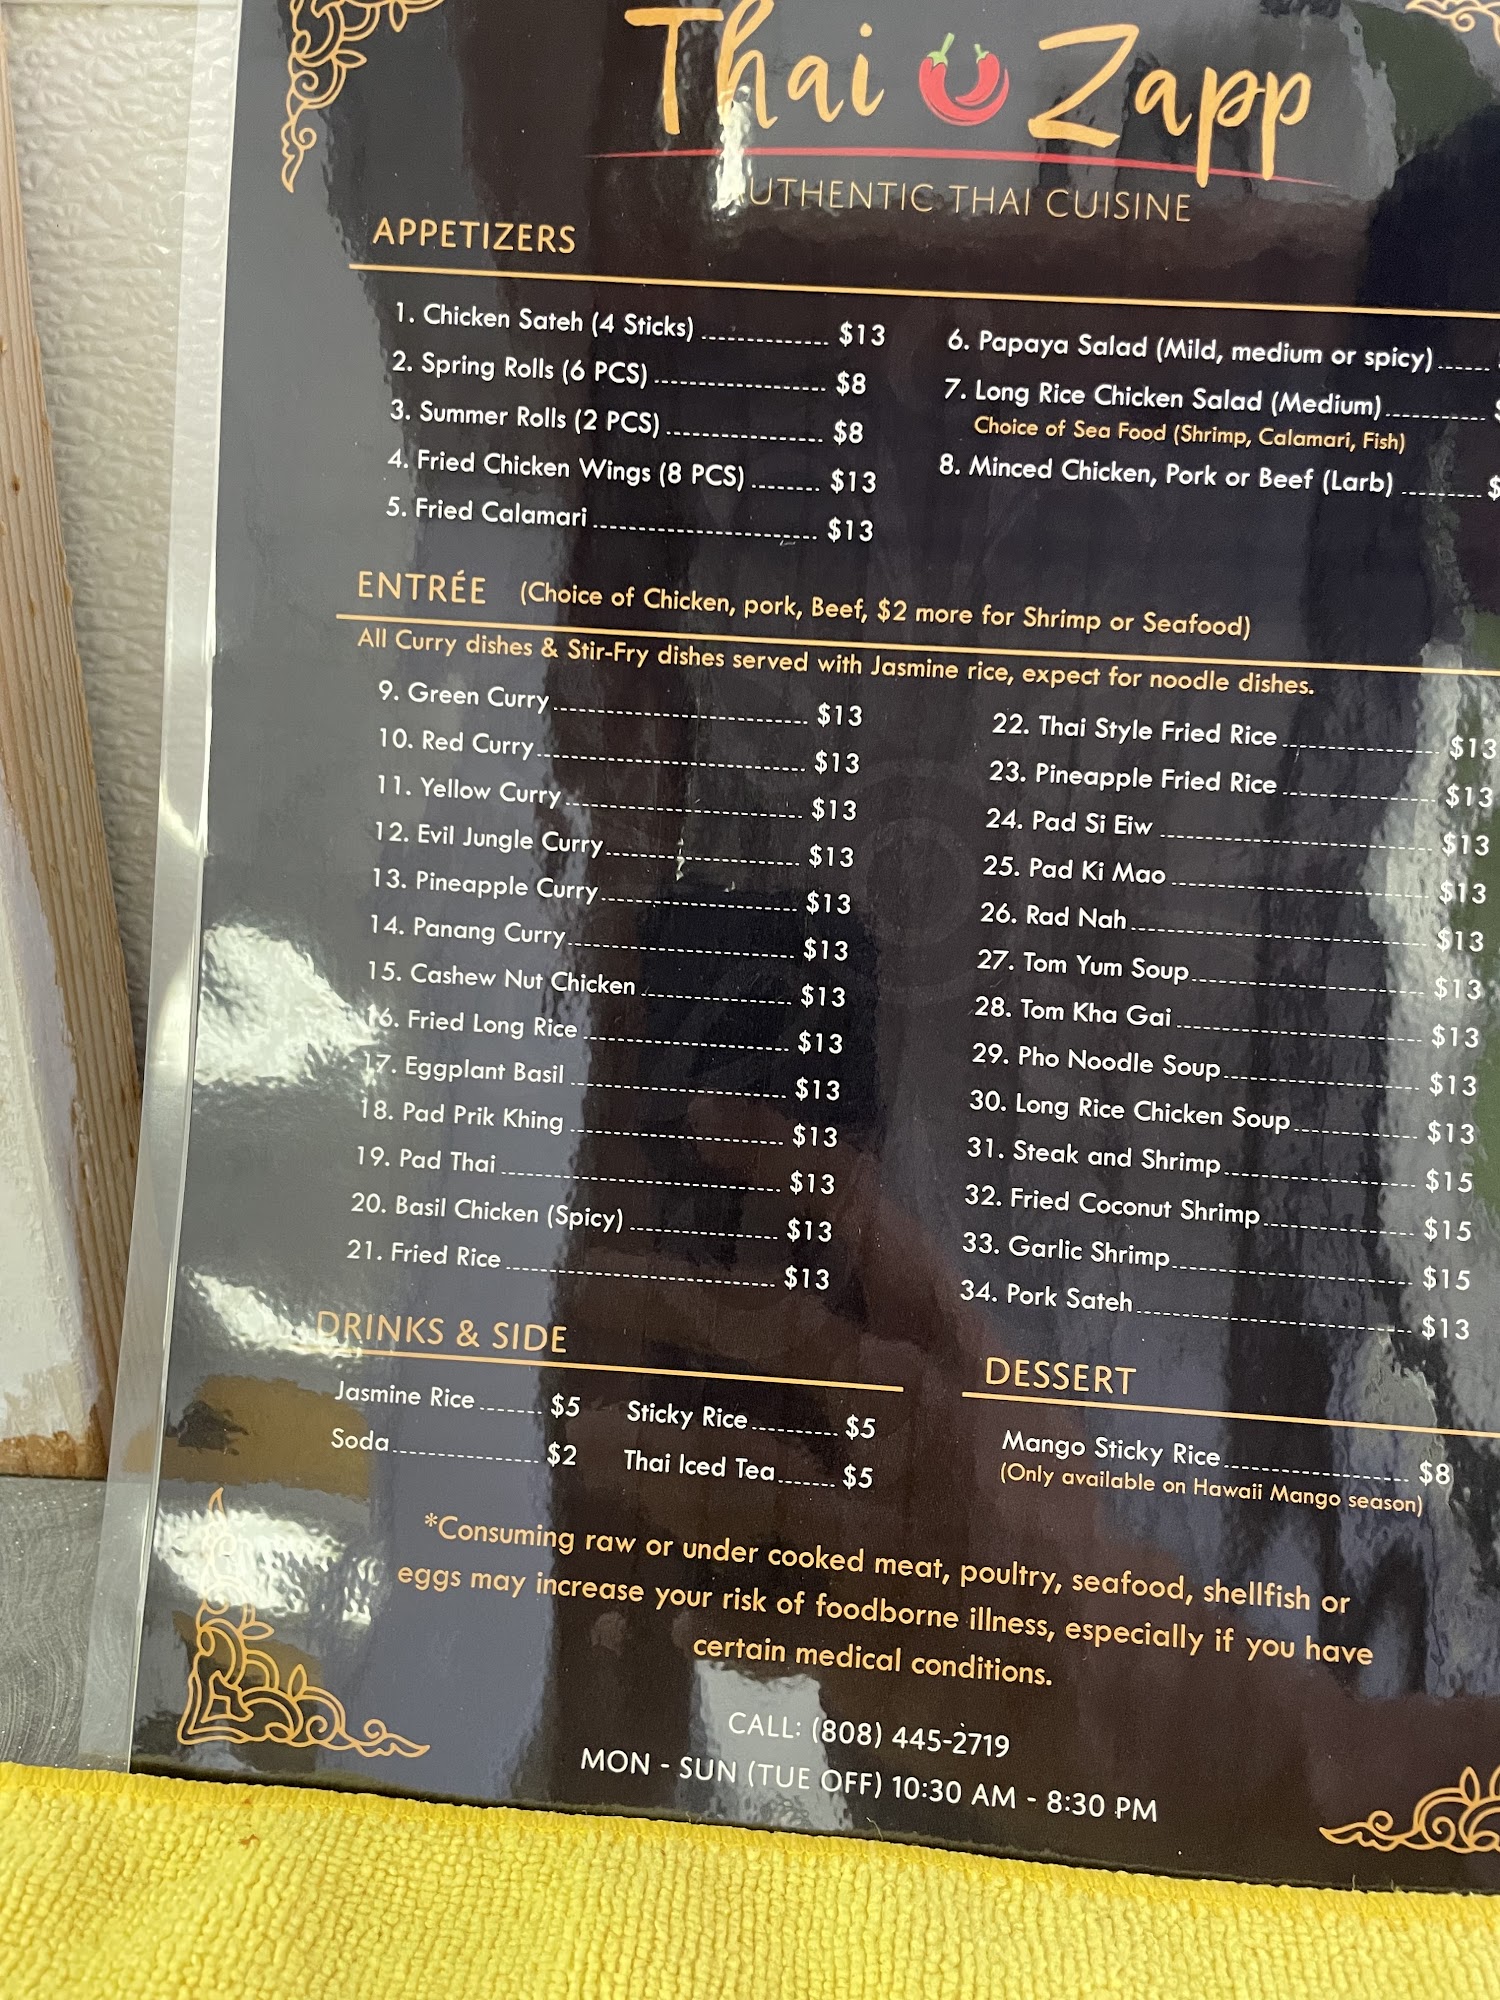 Thai Zapp
AUTHENTIC THAI CUISINE
APPETIZERS
1. Chicken Sateh (4 Sticks) $13
2. Spring Rolls (6 PCS) $8
3. Summer Rolls (2 PCS) $8
4. Fried Chicken Wings (8 PCS) $13
5. Fried Calamari $13
6. Papaya Salad (Mild, medium or spicy)
7. Long Rice Chicken Salad (Medium)
Choice of Sea Food (Shrimp, Calamari, Fish)
8. Minced Chicken, Pork or Beef (Larb) $
ENTRÉE (Choice of Chicken, pork, Beef, $2 more for Shrimp or Seafood)
All Curry dishes & Stir-Fry dishes served with Jasmine rice, expect for noodle dishes.
9. Green Curry $13
10. Red Curry $13
11. Yellow Curry $13
12. Evil Jungle Curry $13
13. Pineapple Curry $13
14. Panang Curry $13
15. Cashew Nut Chicken $13
16. Fried Long Rice $13
17. Eggplant Basil $13
18. Pad Prik Khing $13
19. Pad Thai $13
20. Basil Chicken (Spicy) $13
21. Fried Rice $13
22. Thai Style Fried Rice $13
23. Pineapple Fried Rice $13
24. Pad Si Eiw $13
25. Pad Ki Mao $13
26. Rad Nah $13
27. Tom Yum Soup $13
28. Tom Kha Gai $13
29. Pho Noodle Soup $13
30. Long Rice Chicken Soup $13
31. Steak and Shrimp $15
32. Fried Coconut Shrimp $15
33. Garlic Shrimp $15
34. Pork Sateh $13
DRINKS & SIDE
Jasmine Rice $5
Soda $2
Sticky Rice $5
Thai Iced Tea $5
DESSERT
Mango Sticky Rice $8
(Only available on Hawaii Mango season)
*Consuming raw or under cooked meat, poultry, seafood, shellfish or
eggs may increase your risk of foodborne illness, especially if you have
certain medical conditions.
CALL: (808) 445-2719
MON - SUN (TUE OFF) 10:30 AM - 8:30 PM